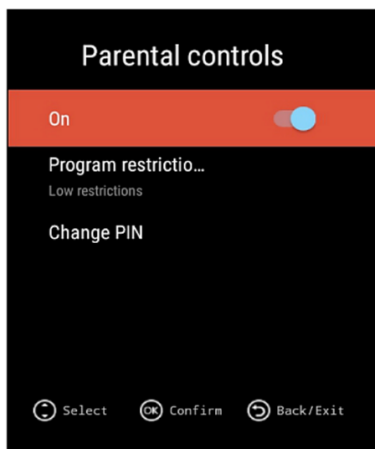 Parental controls
On
Program restrictio...
Low restrictions
Change PIN
Select OK Confirm Back/Exit